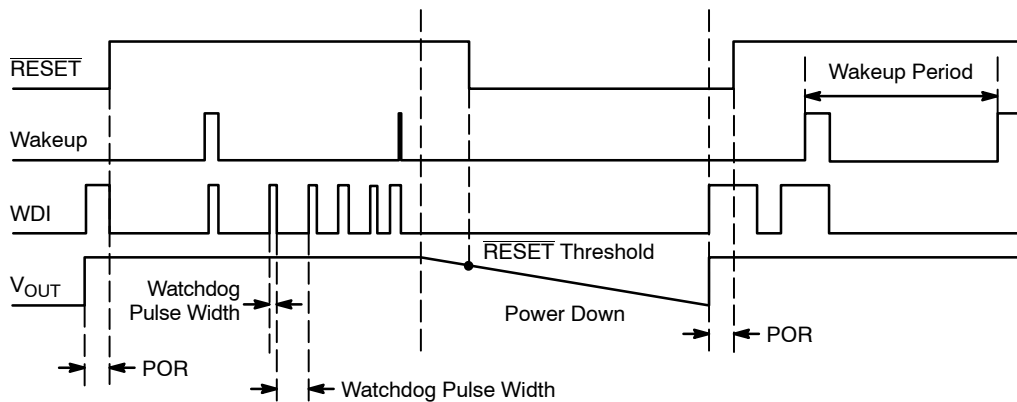 RESET
Wakeup Period
Wakeup
WDI
RESET Threshold
VOUT
Watchdog
Pulse Width
Power Down
POR
POR
Watchdog Pulse Width